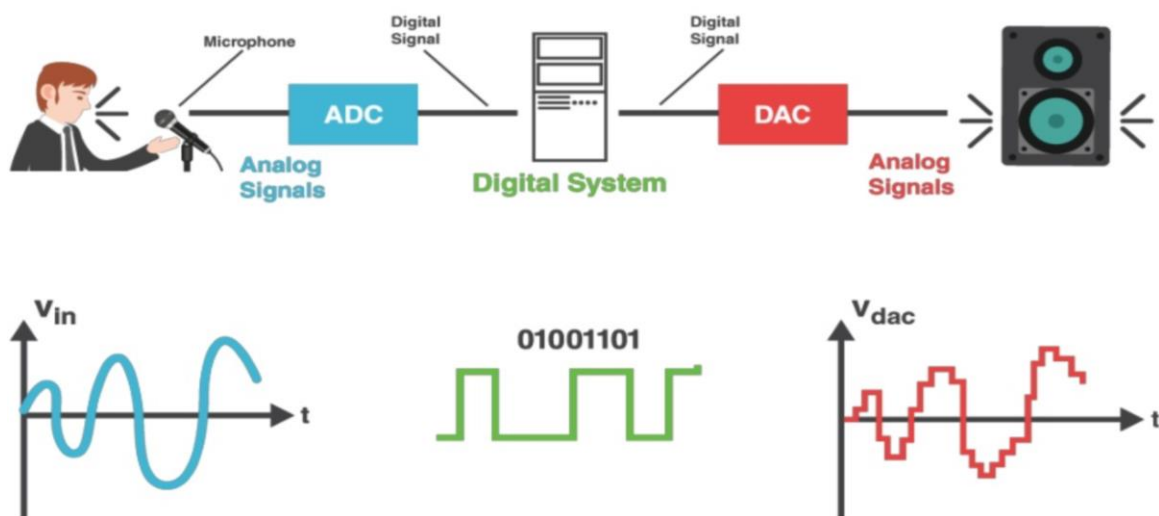 Microphone
Digital
Signal
Digital
Signal
ADC
DAC
Analog
Signals
Digital System
Analog
Signals
Vin
t
01001101
Vdac
t